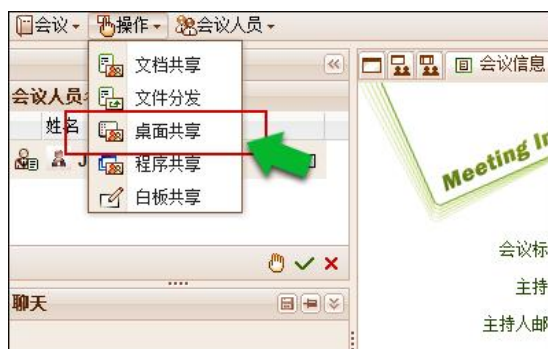 会议 操作 会议人员
文档共享
文件分发
桌面共享
程序共享
白板共享
会议人员
姓名
J
聊天
会议信息
Meeting In
会议标
主持
主持人邮